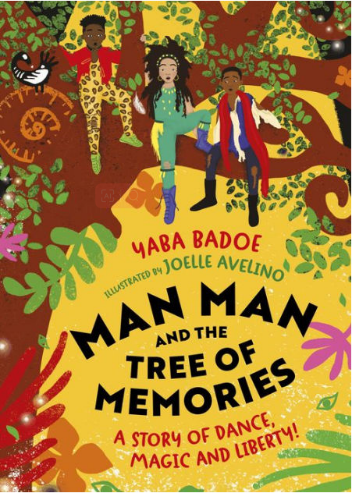 YABA BADOE
ILLUSTRATED BY JOELLE AVELINO
MAN MAN
AND THE
TREE OF
MEMORIES
A STORY OF DANCE,
MAGIC AND LIBERTY!